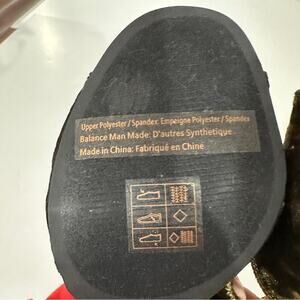 Upper Polyester / Spandex: Empeigne Polyester / Spandex
Balance Man Made: D'autres Synthetique
Made in China: Fabriqué en Chine